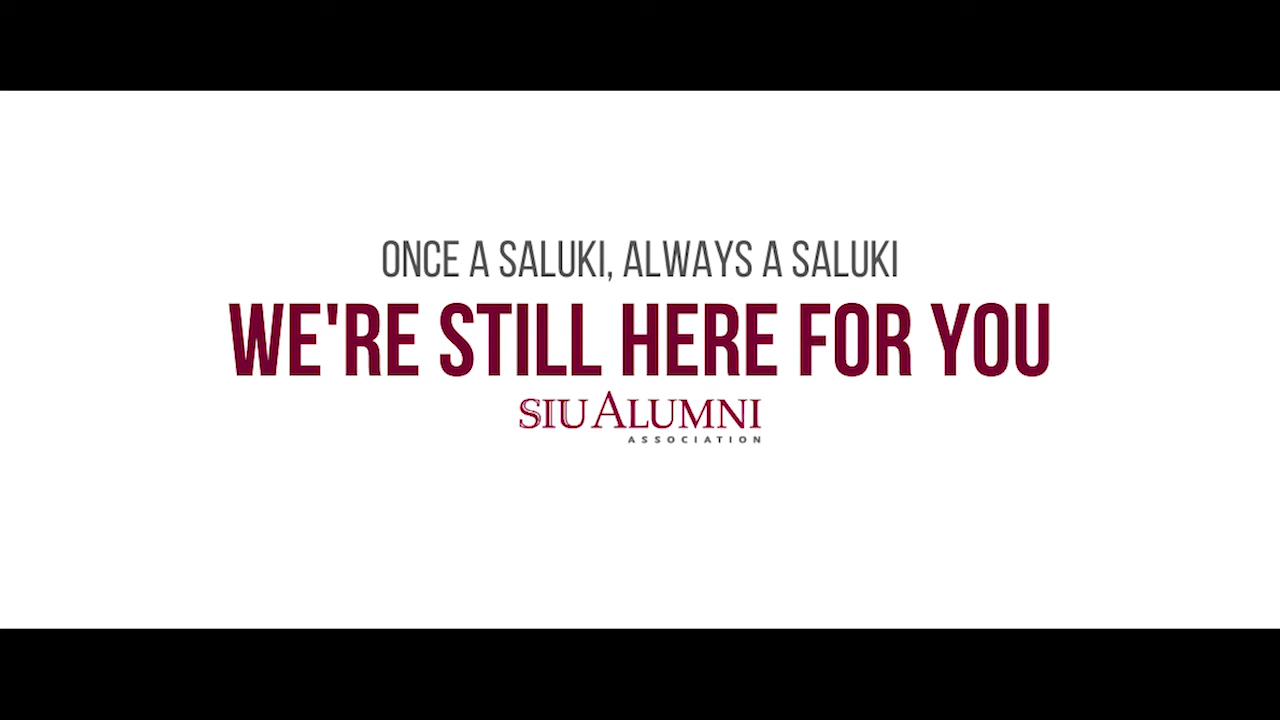 ONCE A SALUKI, ALWAYS A SALUKI
WE'RE STILL HERE FOR YOU
SIU ALUMNI
ASSOCIATION